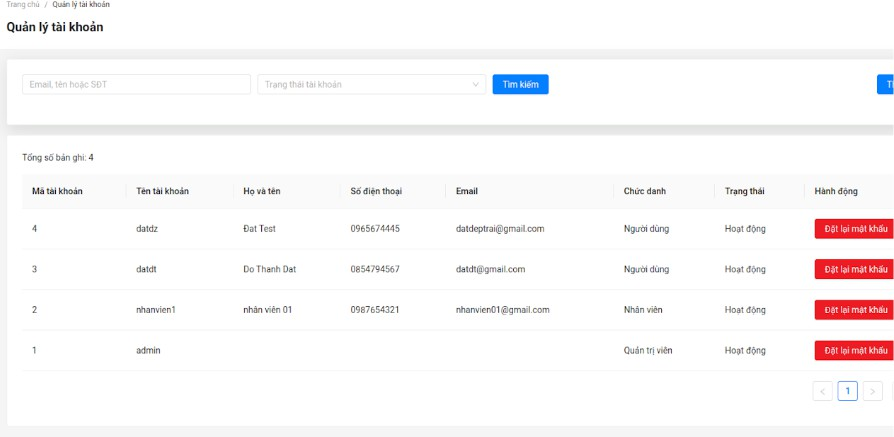 Trang chủ / Quản lý tài khoản
Quản lý tài khoản
Email, tên hoặc SĐT Trạng thái tài khoản Tìm kiếm
Tổng số bản ghi: 4
Mã tài khoản Tên tài khoản Họ và tên Số điện thoại Email Chức danh Trạng thái Hành động
4 datdz Đat Test 0965674445 datdeptrai@gmail.com Người dùng Hoạt động Đặt lại mật khẩu
3 datdt Do Thanh Dat 0854794567 datdt@gmail.com Người dùng Hoạt động Đặt lại mật khẩu
2 nhanvien1 nhân viên 01 0987654321 nhanvien01@gmail.com Nhân viên Hoạt động Đặt lại mật khẩu
1 admin Quản trị viên Hoạt động Đặt lại mật khẩu
< 1 >